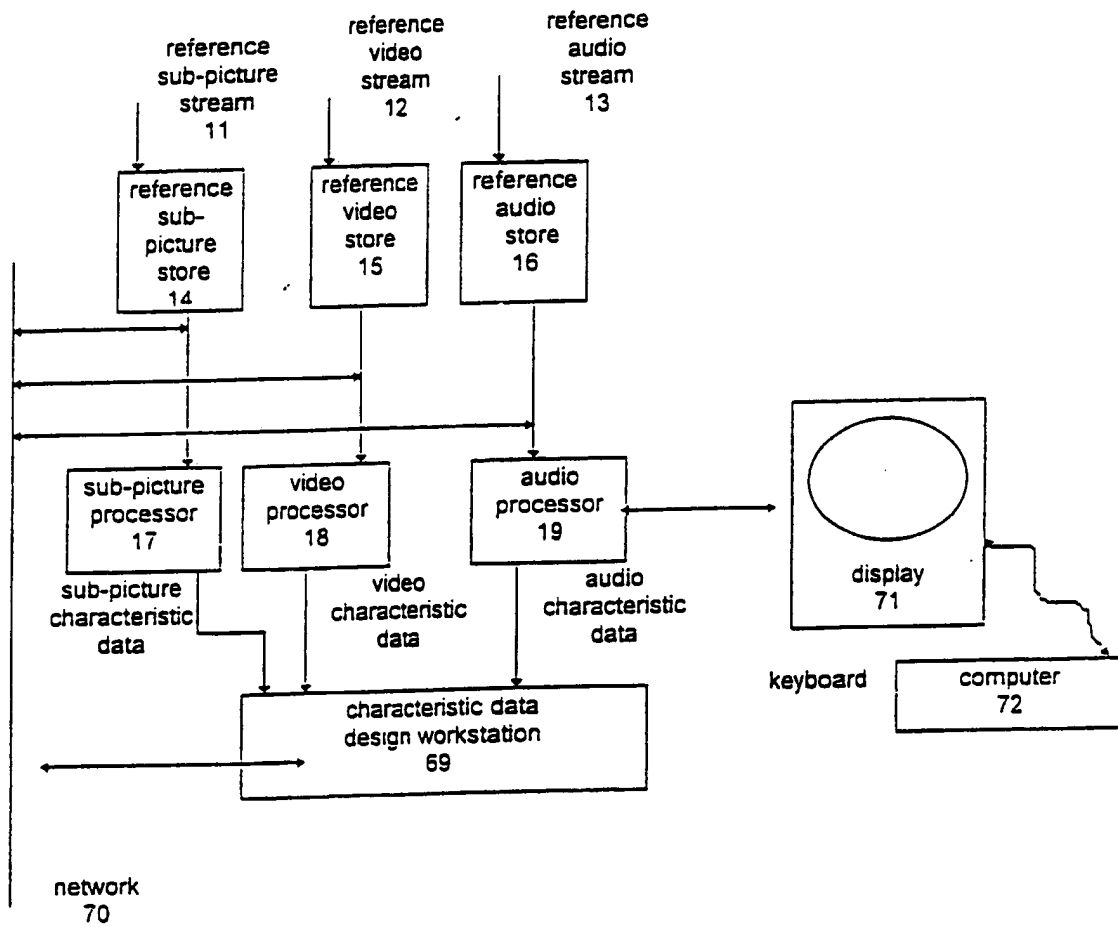 reference
sub-picture
stream
11
reference
video
stream
12
reference
audio
stream
13
reference
sub-
picture
store
14
reference
video
store
15
reference
audio
store
16
sub-picture
processor
17
video
processor
18
audio
processor
19
sub-picture
characteristic
data
video
characteristic
data
audio
characteristic
data
display
71
keyboard
computer
72
characteristic data
design workstation
69
network
70